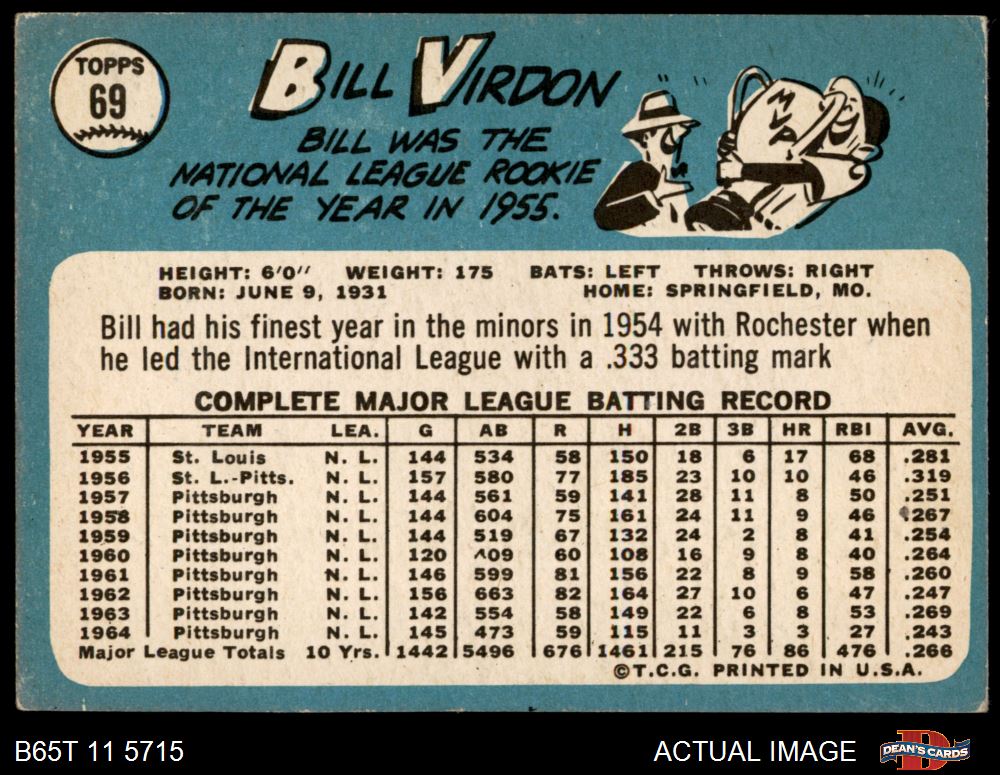 TOPPS
69
BILL VIRDON
BILL WAS THE
NATIONAL LEAGUE ROOKIE
OF THE YEAR IN 1955.
MVP
HEIGHT: 6'0" WEIGHT: 175 BATS: LEFT THROWS: RIGHT
BORN: JUNE 9, 1931 HOME: SPRINGFIELD, MO.
Bill had his finest year in the minors in 1954 with Rochester when
he led the International League with a .333 batting mark
COMPLETE MAJOR LEAGUE BATTING RECORD
YEAR TEAM LEA. G AB R H 2B 3B HR RBI AVG.
1955 St. Louis N. L. 144 534 58 150 18 6 17 68 .281
1956 St. L.-Pitts. N. L. 157 580 77 185 23 10 10 46 .319
1957 Pittsburgh N. L. 144 561 59 141 28 11 8 50 .251
1958 Pittsburgh N. L. 144 604 75 161 24 11 9 46 .267
1959 Pittsburgh N. L. 144 519 67 132 24 2 8 41 .254
1960 Pittsburgh N. L. 120 409 60 108 16 9 8 40 .264
1961 Pittsburgh N. L. 146 599 81 156 22 8 9 58 .260
1962 Pittsburgh N. L. 156 663 82 164 27 10 6 47 .247
1963 Pittsburgh N. L. 142 554 58 149 22 6 8 53 .269
1964 Pittsburgh N. L. 145 473 59 115 11 3 3 27 .243
Major League Totals 10 Yrs. 1442 5496 676 1461 215 76 86 476 .266
©T.C.G. PRINTED IN U.S.A.
B65T 11 5715 ACTUAL IMAGE DEAN'S CARDS